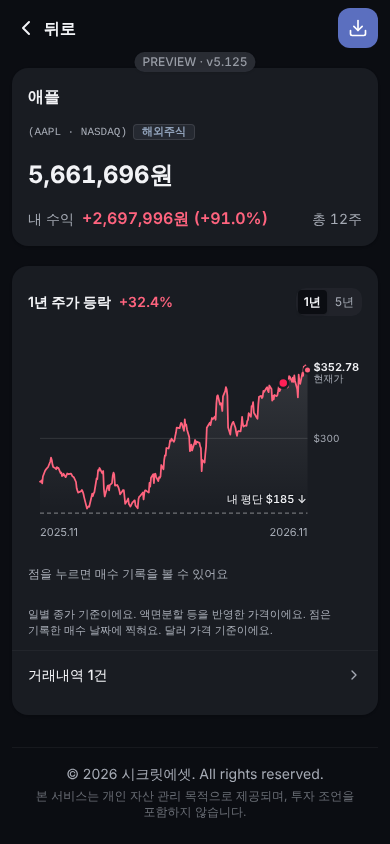 뒤로
PREVIEW · v5.125
애플
(AAPL · NASDAQ) 해외주식
5,661,696원
내 수익 +2,697,996원 (+91.0%) 총 12주
1년 주가 등락 +32.4% 1년 5년
$352.78
현재가
$300
내 평단 $185 ↓
2025.11 2026.11
점을 누르면 매수 기록을 볼 수 있어요
일별 종가 기준이에요. 액면분할 등을 반영한 가격이에요. 점은
기록한 매수 날짜에 찍혀요. 달러 가격 기준이에요.
거래내역 1건
© 2026 시크릿에셋. All rights reserved.
본 서비스는 개인 자산 관리 목적으로 제공되며, 투자 조언을
포함하지 않습니다.